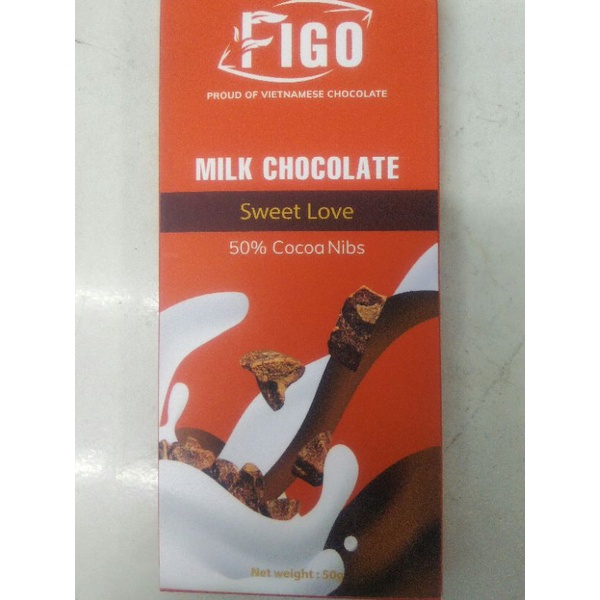 FIGO
PROUD OF VIETNAMESE CHOCOLATE
MILK CHOCOLATE
Sweet Love
50% Cocoa Nibs
Net weight : 50g